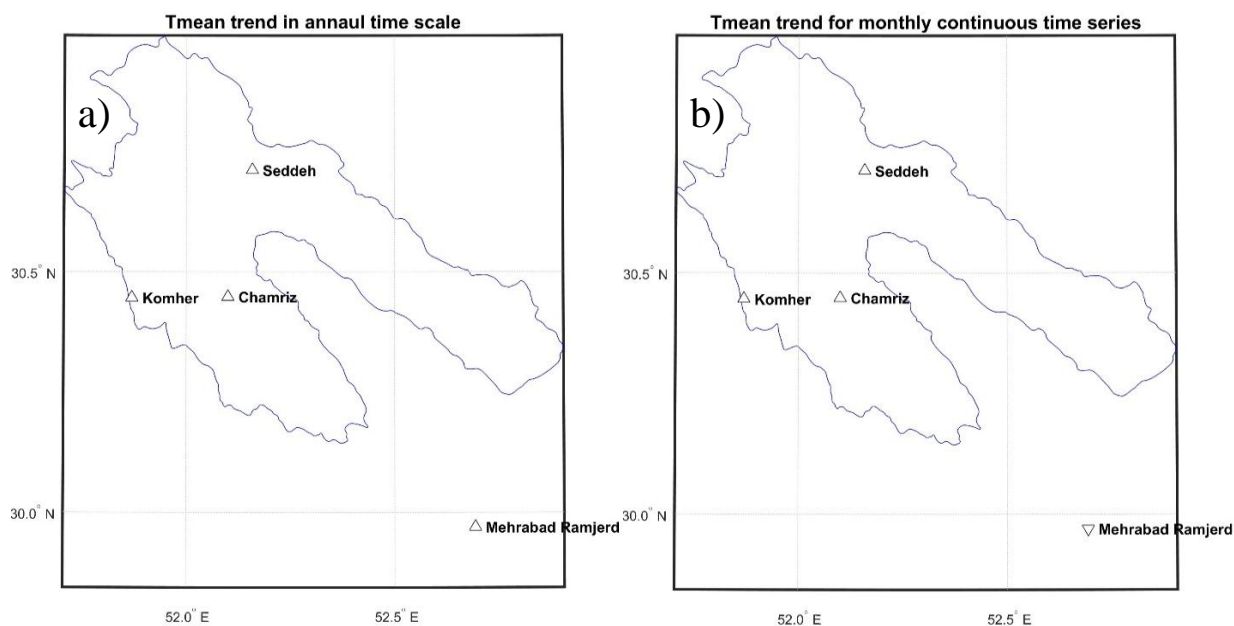 Tmean trend in annaul time scale
a)
Seddeh
30.5° N
Komher
Chamriz
30.0° N
Mehrabad Ramjerd
52.0° E
52.5° E
Tmean trend for monthly continuous time series
b)
Seddeh
30.5° N
Komher
Chamriz
30.0° N
Mehrabad Ramjerd
52.0° E
52.5° E